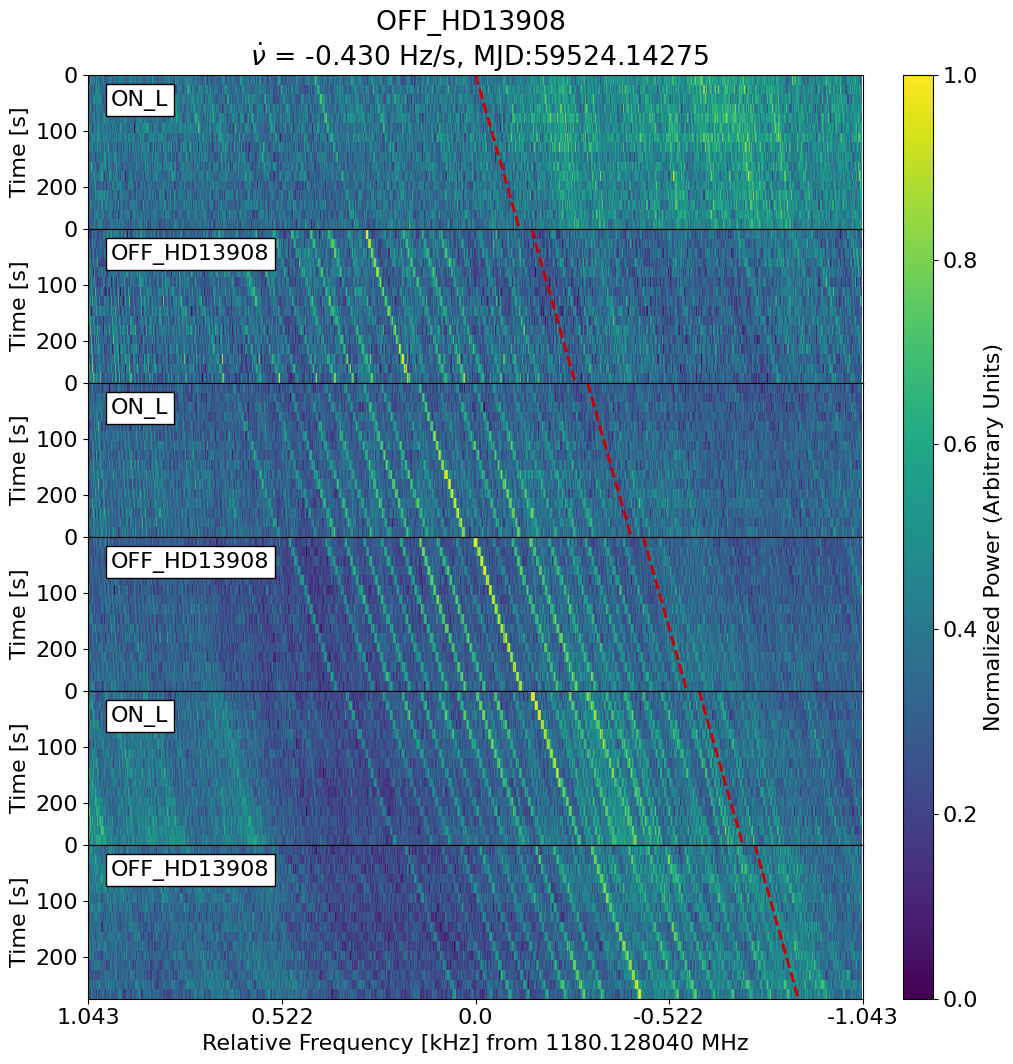 OFF_HD13908
ν̇ = -0.430 Hz/s, MJD:59524.14275
ON_L
Time [s]
0
100
200
OFF_HD13908
Time [s]
0
100
200
ON_L
Time [s]
0
100
200
OFF_HD13908
Time [s]
0
100
200
ON_L
Time [s]
0
100
200
OFF_HD13908
Time [s]
0
100
200
1.043 0.522 0.0 -0.522 -1.043
Relative Frequency [kHz] from 1180.128040 MHz
1.0
0.8
0.6
0.4
0.2
0.0
Normalized Power (Arbitrary Units)